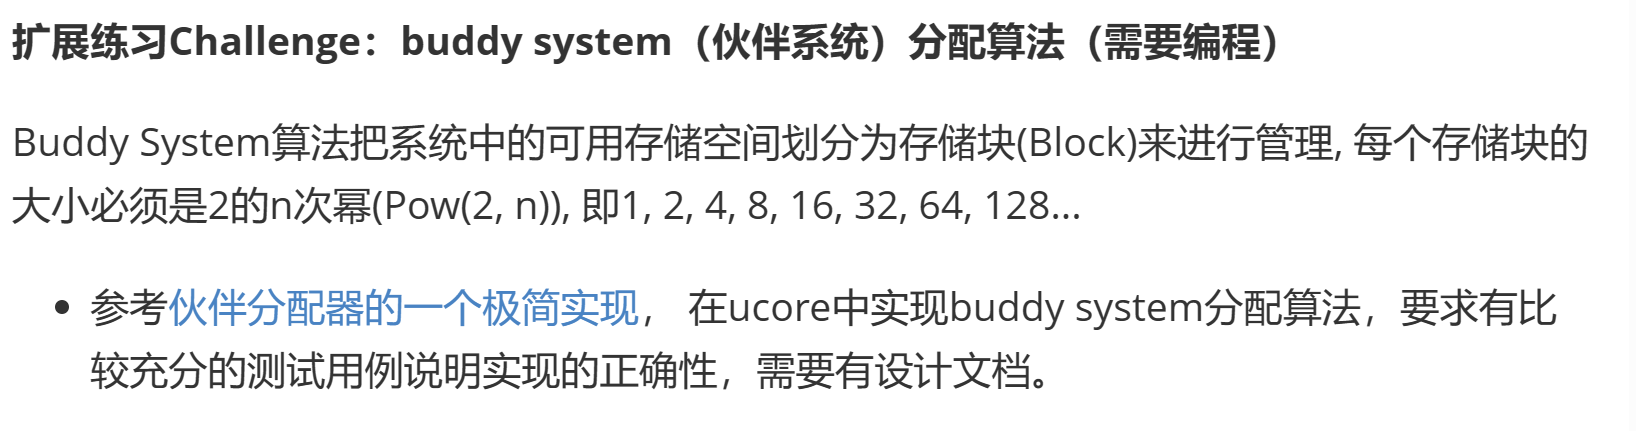 扩展练习Challenge：buddy system（伙伴系统）分配算法（需要编程）
Buddy System算法把系统中的可用存储空间划分为存储块(Block)来进行管理, 每个存储块的
大小必须是2的n次幂(Pow(2, n)), 即1, 2, 4, 8, 16, 32, 64, 128...
• 参考伙伴分配器的一个极简实现， 在ucore中实现buddy system分配算法，要求有比
较充分的测试用例说明实现的正确性，需要有设计文档。